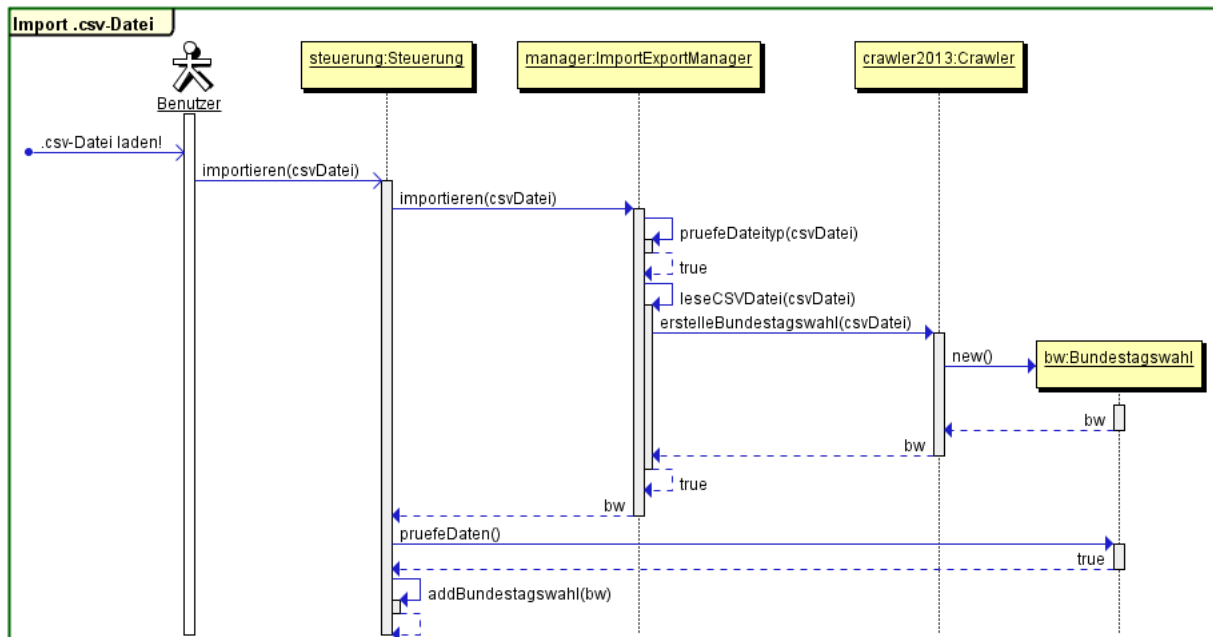 Import .csv-Datei
steuerung:Steuerung
manager:ImportExportManager
crawler2013:Crawler
Benutzer
.csv-Datei laden!
importieren(csvDatei)
importieren(csvDatei)
pruefeDateityp(csvDatei)
true
leseCSVDatei(csvDatei)
erstelleBundestagswahl(csvDatei)
new()
bw:Bundestagswahl
bw
bw
true
bw
pruefeDaten()
true
addBundestagswahl(bw)